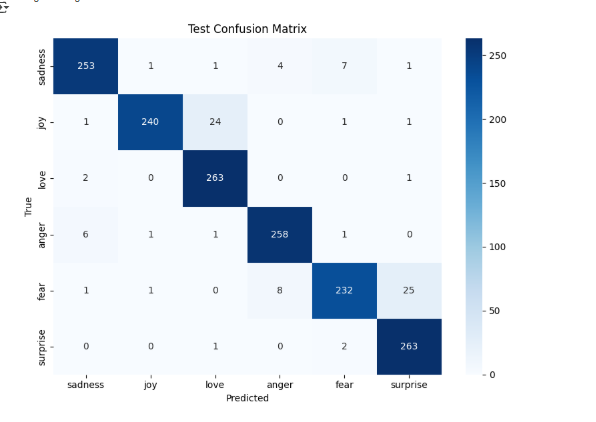 Test Confusion Matrix
sadness 253 1 1 4 7 1
joy 1 240 24 0 1 1
love 2 0 263 0 0 1
anger 6 1 1 258 1 0
fear 1 1 0 8 232 25
surprise 0 0 1 0 2 263
sadness joy love anger fear surprise
Predicted
True
250
200
150
100
50
0